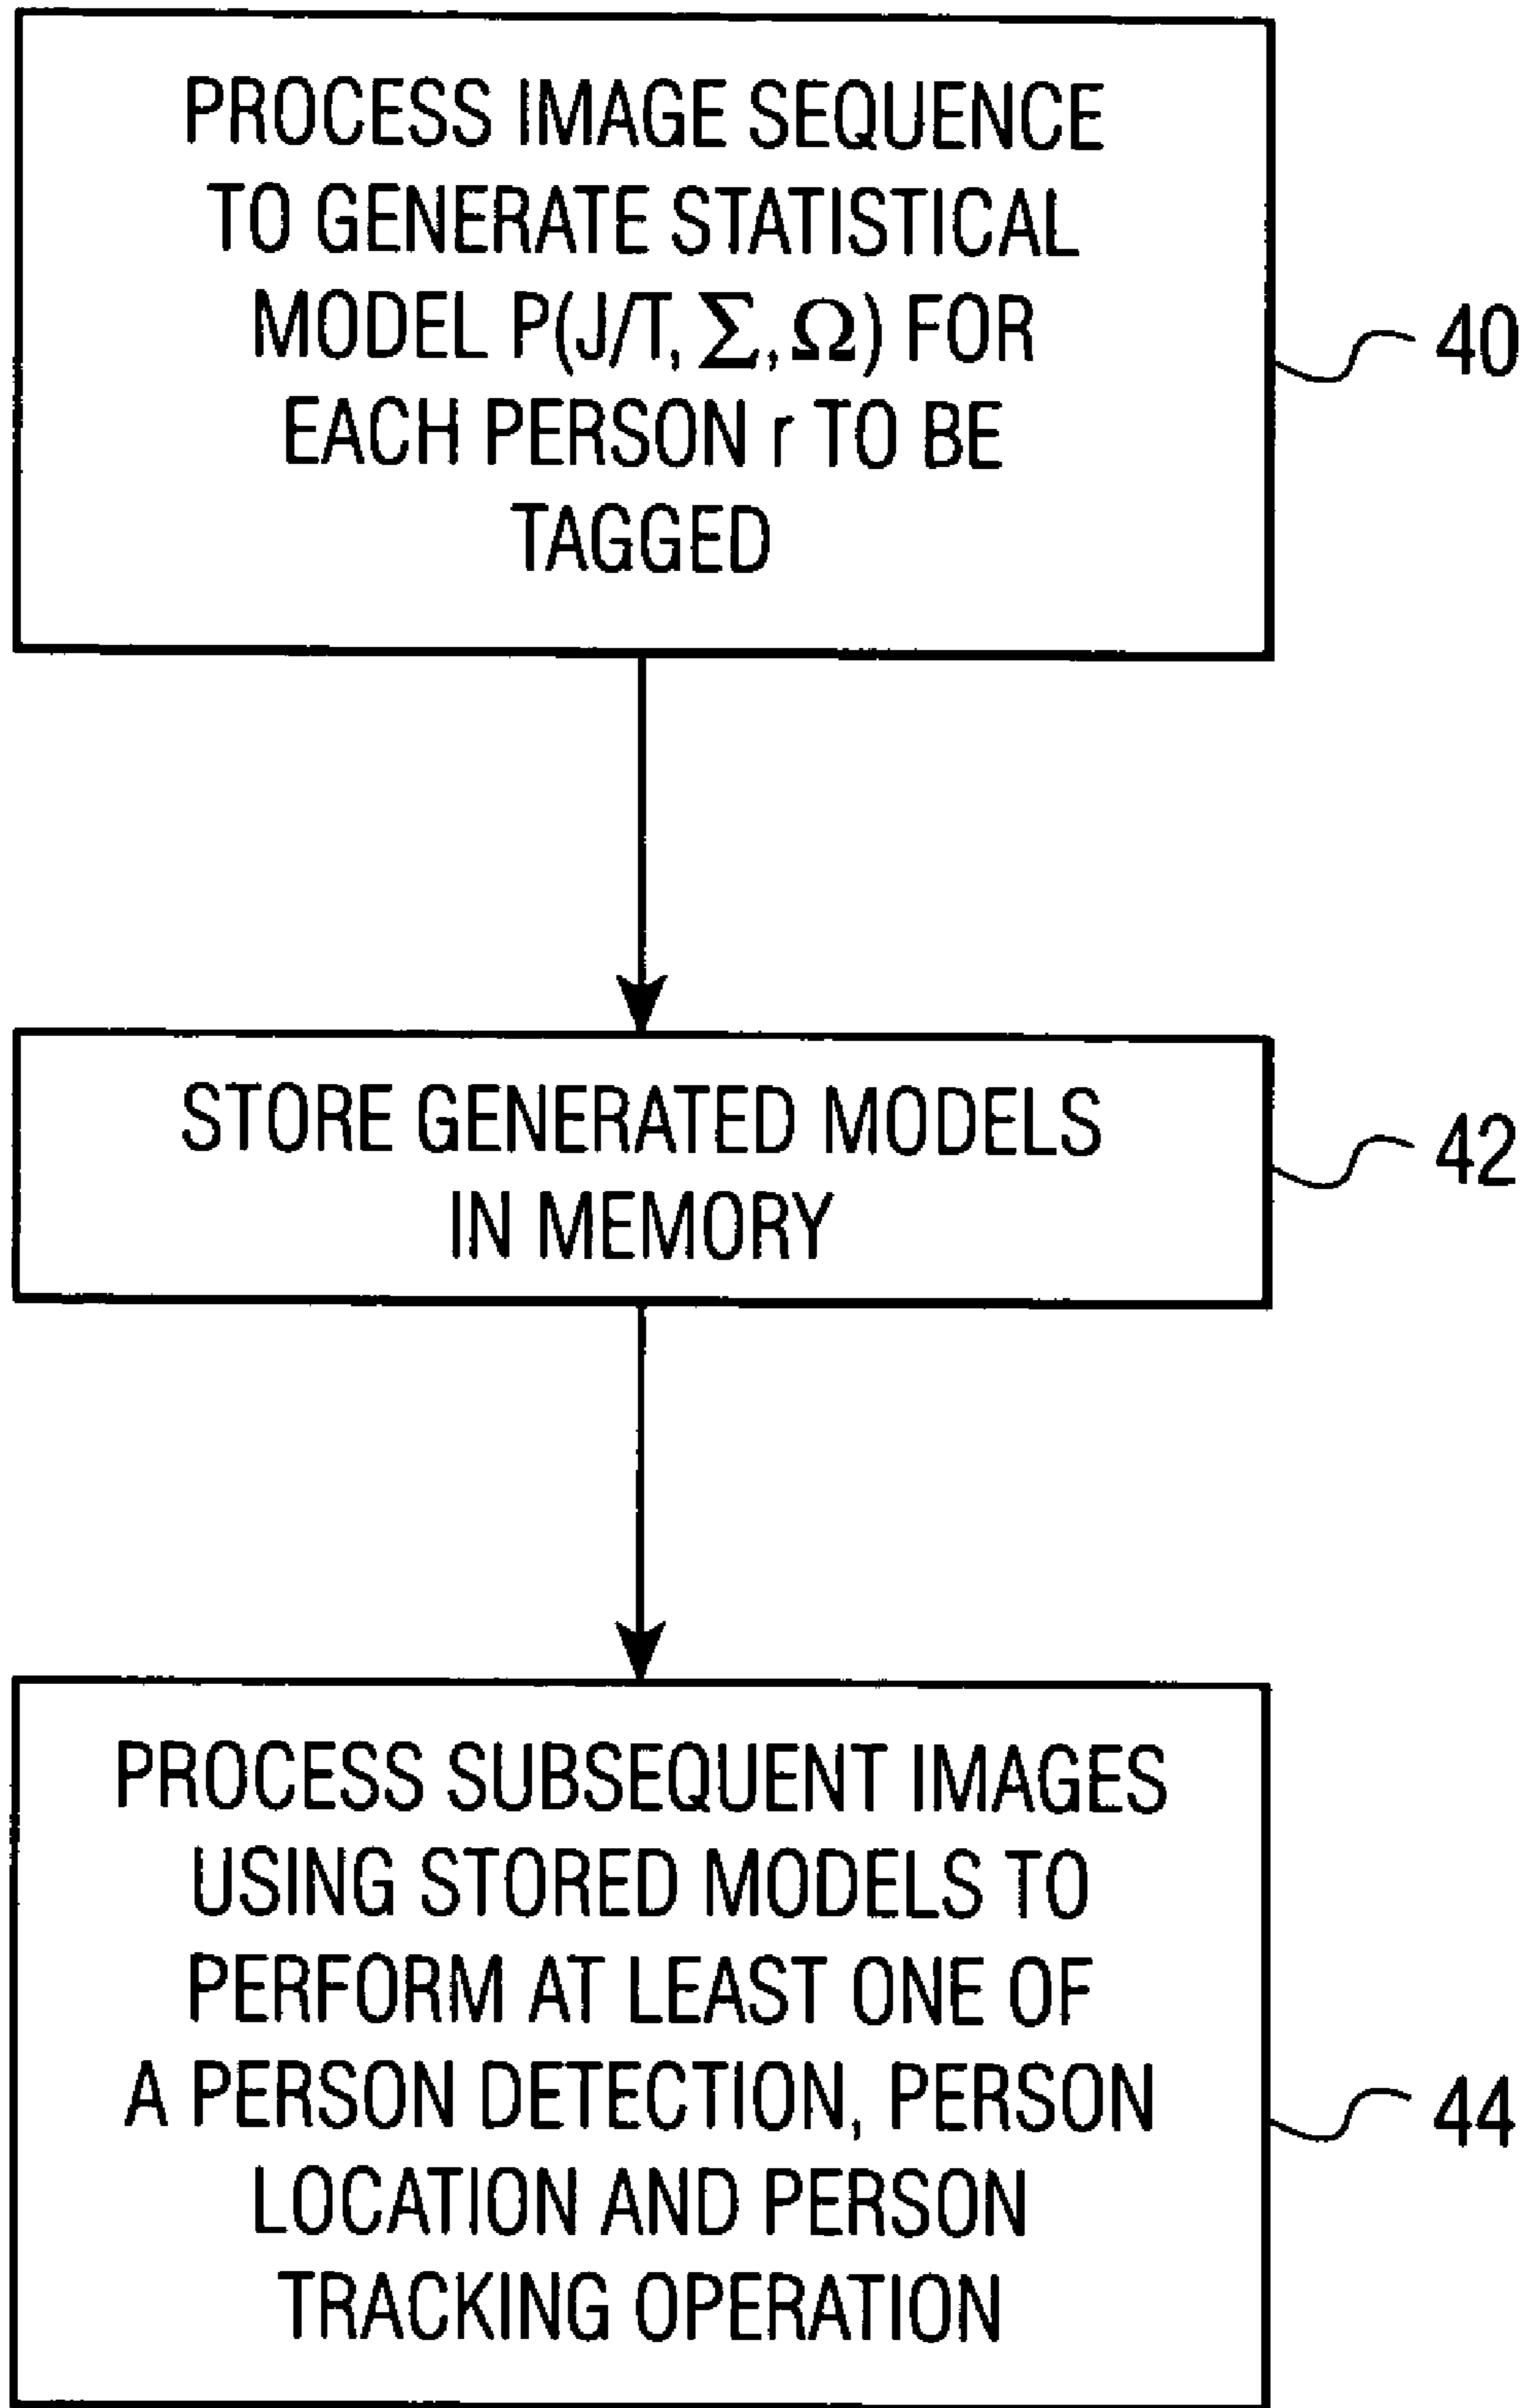 PROCESS IMAGE SEQUENCE
TO GENERATE STATISTICAL
MODEL P(J/T, Σ, Ω) FOR
EACH PERSON r TO BE
TAGGED
40
STORE GENERATED MODELS
IN MEMORY
42
PROCESS SUBSEQUENT IMAGES
USING STORED MODELS TO
PERFORM AT LEAST ONE OF
A PERSON DETECTION, PERSON
LOCATION AND PERSON
TRACKING OPERATION
44